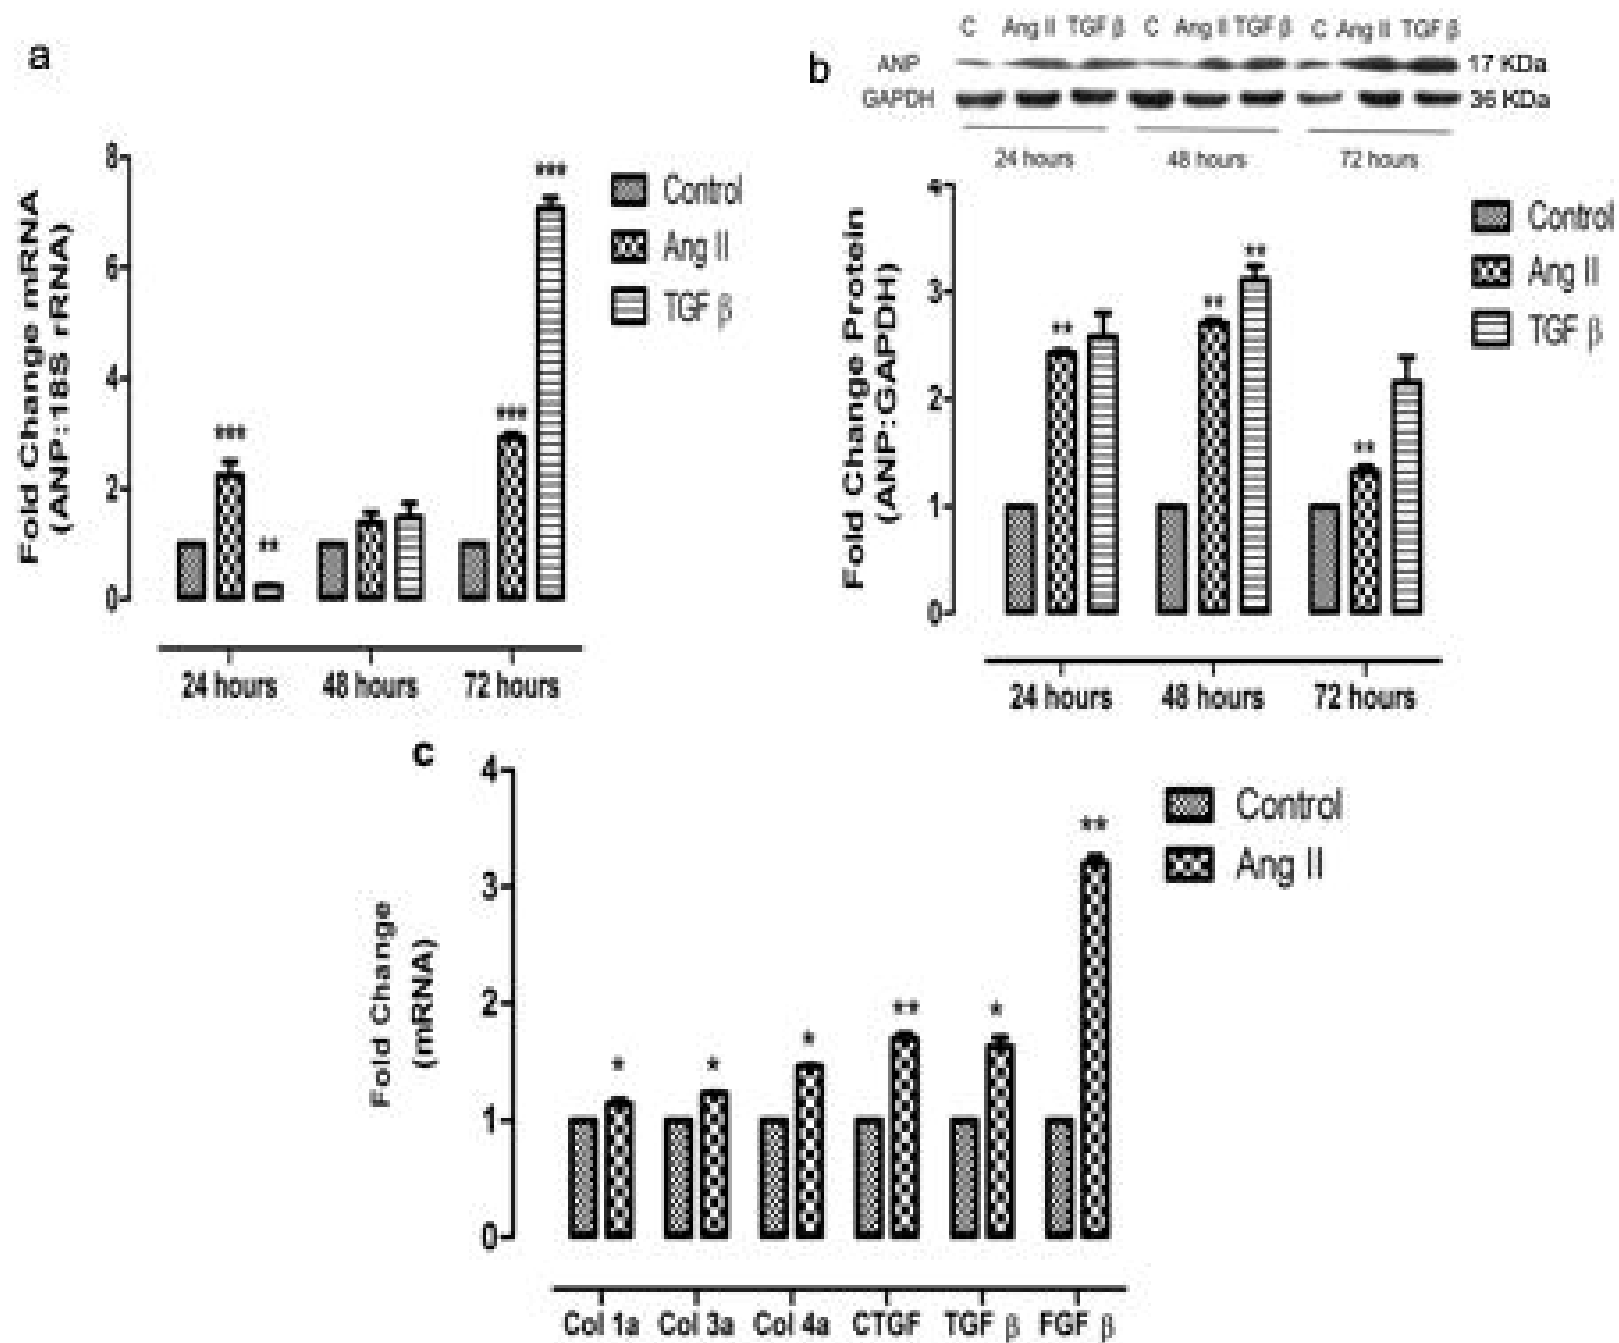 a
Fold Change mRNA
(ANP:18S rRNA)
8
6
4
2
0
***
**
***
***
24 hours
48 hours
72 hours
Control
Ang II
TGF β
b
C Ang II TGF β C Ang II TGF β C Ang II TGF β
ANP 17 KDa
GAPDH 36 KDa
24 hours 48 hours 72 hours
Fold Change Protein
(ANP:GAPDH)
4
3
2
1
0
**
**
**
**
24 hours
48 hours
72 hours
Control
Ang II
TGF β
c
Fold Change
(mRNA)
4
3
2
1
0
*
*
*
**
*
**
Col 1a Col 3a Col 4a CTGF TGF β FGF β
Control
Ang II